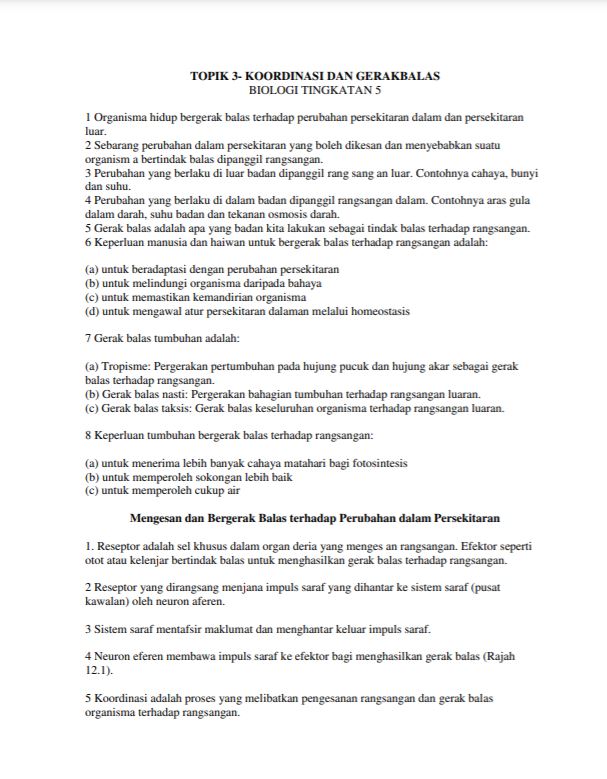 TOPIK 3- KOORDINASI DAN GERAKBALAS
BIOLOGI TINGKATAN 5
1 Organisma hidup bergerak balas terhadap perubahan persekitaran dalam dan persekitaran
luar.
2 Sebarang perubahan dalam persekitaran yang boleh dikesan dan menyebabkan suatu
organism a bertindak balas dipanggil rangsangan.
3 Perubahan yang berlaku di luar badan dipanggil rang sang an luar. Contohnya cahaya, bunyi
dan suhu.
4 Perubahan yang berlaku di dalam badan dipanggil rangsangan dalam. Contohnya aras gula
dalam darah, suhu badan dan tekanan osmosis darah.
5 Gerak balas adalah apa yang badan kita lakukan sebagai tindak balas terhadap rangsangan.
6 Keperluan manusia dan haiwan untuk bergerak balas terhadap rangsangan adalah:
(a) untuk beradaptasi dengan perubahan persekitaran
(b) untuk melindungi organisma daripada bahaya
(c) untuk memastikan kemandirian organisma
(d) untuk mengawal atur persekitaran dalaman melalui homeostasis
7 Gerak balas tumbuhan adalah:
(a) Tropisme: Pergerakan pertumbuhan pada hujung pucuk dan hujung akar sebagai gerak
balas terhadap rangsangan.
(b) Gerak balas nasti: Pergerakan bahagian tumbuhan terhadap rangsangan luaran.
(c) Gerak balas taksis: Gerak balas keseluruhan organisma terhadap rangsangan luaran.
8 Keperluan tumbuhan bergerak balas terhadap rangsangan:
(a) untuk menerima lebih banyak cahaya matahari bagi fotosintesis
(b) untuk memperoleh sokongan lebih baik
(c) untuk memperoleh cukup air
Mengesan dan Bergerak Balas terhadap Perubahan dalam Persekitaran
1. Reseptor adalah sel khusus dalam organ deria yang menges an rangsangan. Efektor seperti
otot atau kelenjar bertindak balas untuk menghasilkan gerak balas terhadap rangsangan.
2 Reseptor yang dirangsang menjana impuls saraf yang dihantar ke sistem saraf (pusat
kawalan) oleh neuron aferen.
3 Sistem saraf mentafsir maklumat dan menghantar keluar impuls saraf.
4 Neuron eferen membawa impuls saraf ke efektor bagi menghasilkan gerak balas (Rajah
12.1).
5 Koordinasi adalah proses yang melibatkan pengesanan rangsangan dan gerak balas
organisma terhadap rangsangan.